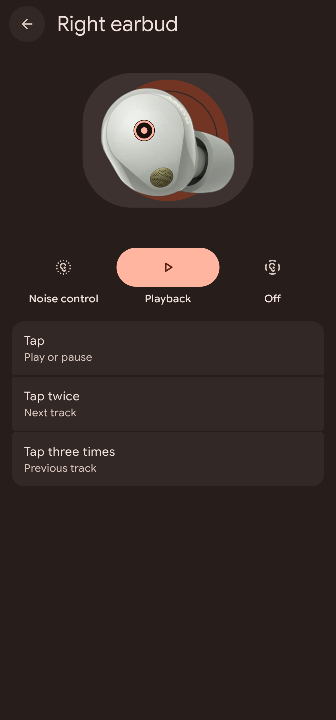 Right earbud
Noise control
Playback
Off
Tap
Play or pause
Tap twice
Next track
Tap three times
Previous track